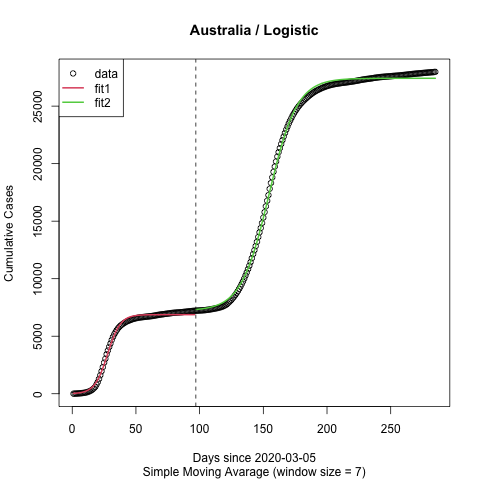 Australia / Logistic
data
fit1
fit2
Cumulative Cases
25000
20000
15000
10000
5000
0
0 50 100 150 200 250
Days since 2020-03-05
Simple Moving Avarage (window size = 7)